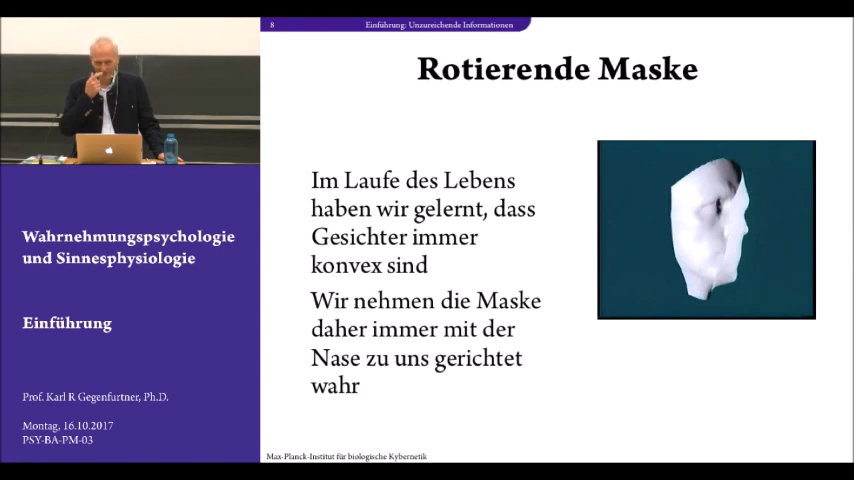 8
Einführung: Unzureichende Informationen
Rotierende Maske
Im Laufe des Lebens
haben wir gelernt, dass
Gesichter immer
konvex sind
Wir nehmen die Maske
daher immer mit der
Nase zu uns gerichtet
wahr
Wahrnehmungspsychologie
und Sinnesphysiologie
Einführung
Prof. Karl R Gegenfurtner, Ph.D.
Montag, 16.10.2017
PSY-BA-PM-03
Max-Planck-Institut für biologische Kybernetik